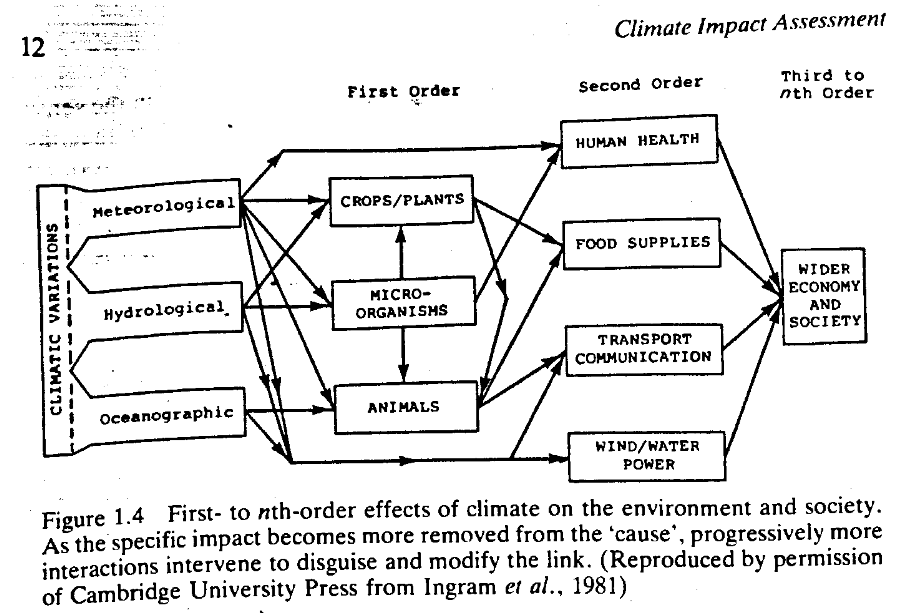 12
Climate Impact Assessment
First Order
Second Order
Third to
nth Order
CLIMATIC VARIATIONS
Meteorological
Hydrological
Oceanographic
CROPS/PLANTS
MICRO-
ORGANISMS
ANIMALS
HUMAN HEALTH
FOOD SUPPLIES
TRANSPORT
COMMUNICATION
WIND/WATER
POWER
WIDER
ECONOMY
AND
SOCIETY
Figure 1.4 First- to nth-order effects of climate on the environment and society.
As the specific impact becomes more removed from the ‘cause’, progressively more
interactions intervene to disguise and modify the link. (Reproduced by permission
of Cambridge University Press from Ingram et al., 1981)